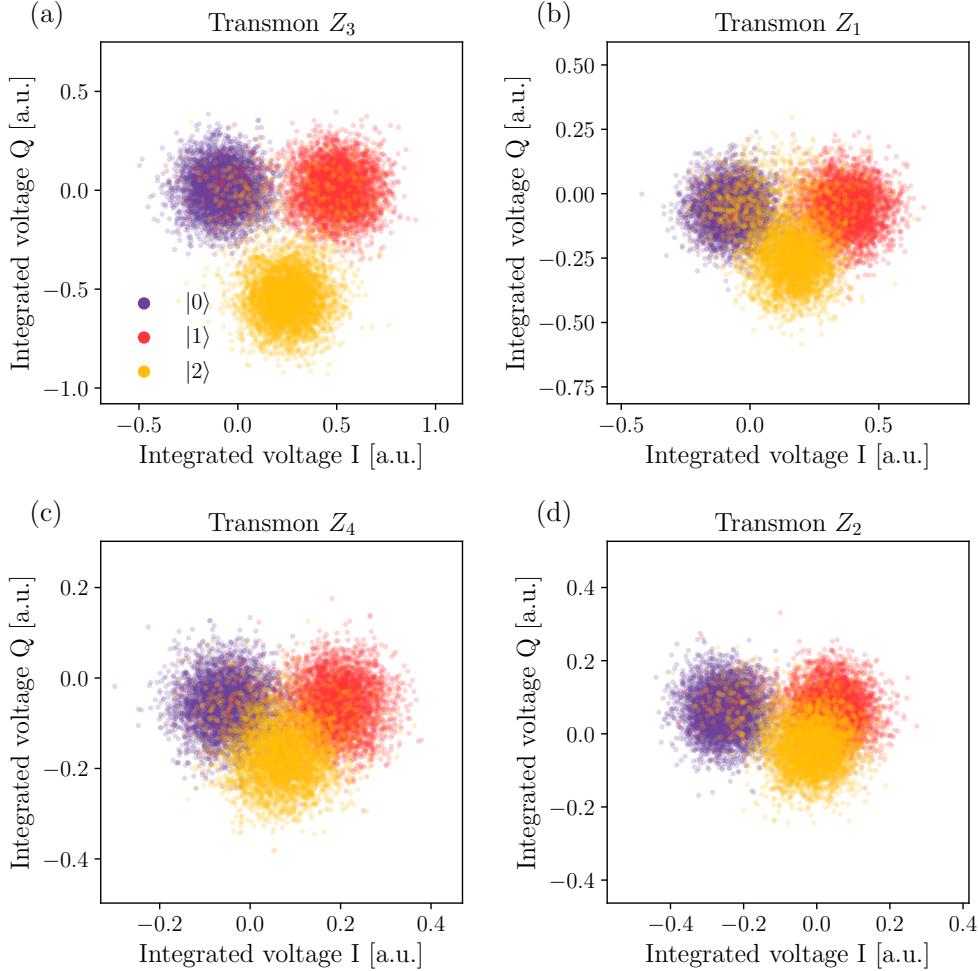 (a)
Transmon Z₃
Integrated voltage Q [a.u.]
0.5
0.0
−0.5
−1.0
|0⟩
|1⟩
|2⟩
−0.5 0.0 0.5 1.0
Integrated voltage I [a.u.]
(b)
Transmon Z₁
Integrated voltage Q [a.u.]
0.50
0.25
0.00
−0.25
−0.50
−0.75
−0.5 0.0 0.5
Integrated voltage I [a.u.]
(c)
Transmon Z₄
Integrated voltage Q [a.u.]
0.2
0.0
−0.2
−0.4
−0.2 0.0 0.2 0.4
Integrated voltage I [a.u.]
(d)
Transmon Z₂
Integrated voltage Q [a.u.]
0.4
0.2
0.0
−0.2
−0.4
−0.4 −0.2 0.0 0.2 0.4
Integrated voltage I [a.u.]